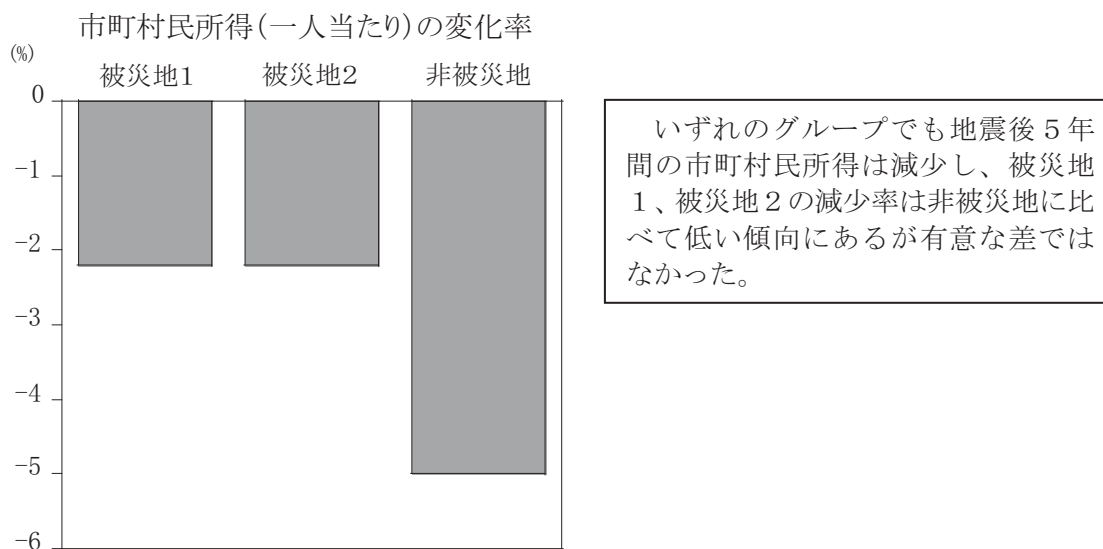 市町村民所得(一人当たり)の変化率
(%)
被災地1 被災地2 非被災地
0
-1
-2
-3
-4
-5
-6
いずれのグループでも地震後５年
間の市町村民所得は減少し、被災地
１、被災地２の減少率は非被災地に比
べて低い傾向にあるが有意な差では
なかった。